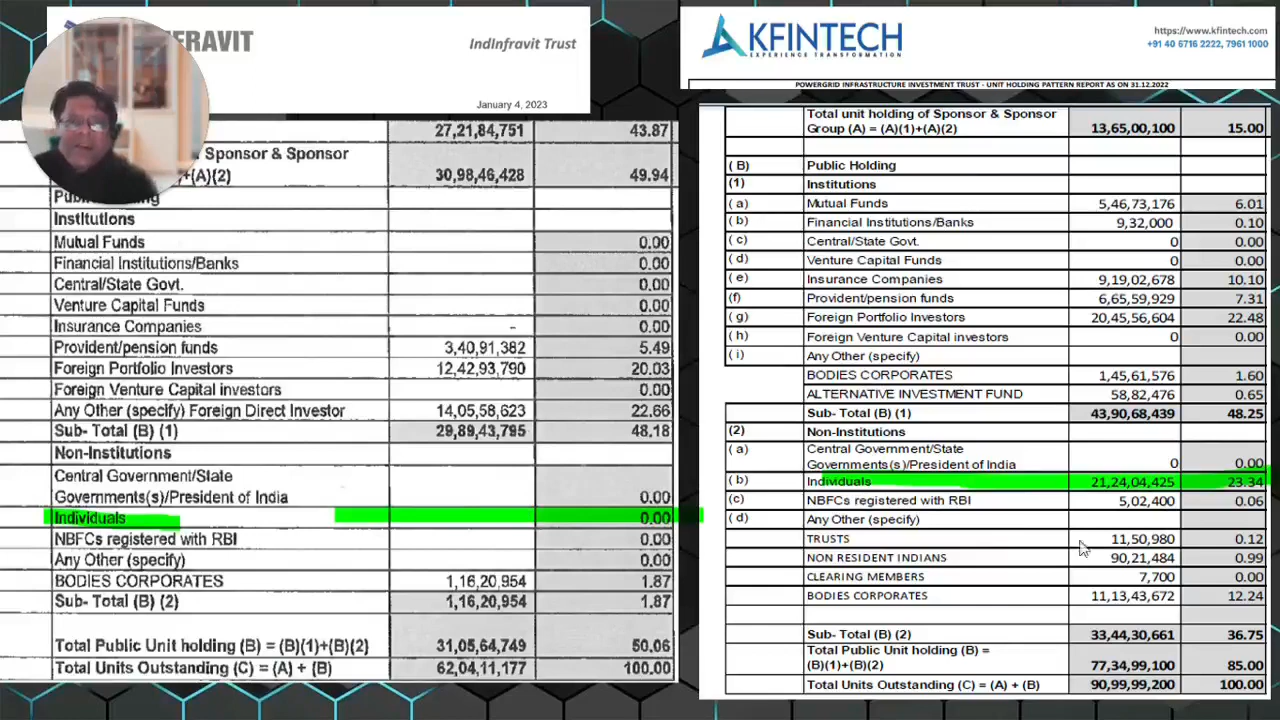 FRAVIT
IndInfravit Trust
January 4, 2023
27,21,84,751 43.87
Sponsor & Sponsor
+(A)(2) 30,98,46,428 49.94
Institutions
Mutual Funds 0.00
Financial Institutions/Banks 0.00
Central/State Govt. 0.00
Venture Capital Funds 0.00
Insurance Companies - 0.00
Provident/pension funds 3,40,91,382 5.49
Foreign Portfolio Investors 12,42,93,790 20.03
Foreign Venture Capital investors 0.00
Any Other (specify) Foreign Direct Investor 14,05,58,623 22.66
Sub- Total (B) (1) 29,89,43,795 48.18
Non-Institutions
Central Government/State
Governments(s)/President of India 0.00
Individuals 0.00
NBFCs registered with RBI 0.00
Any Other (specify) 0.00
BODIES CORPORATES 1,16,20,954 1.87
Sub- Total (B) (2) 1,16,20,954 1.87
Total Public Unit holding (B) = (B)(1)+(B)(2) 31,05,64,749 50.06
Total Units Outstanding (C) = (A) + (B) 62,04,11,177 100.00
KFINTECH
EXPERIENCE TRANSFORMATION
https://www.kfintech.com
+91 40 6716 2222, 7961 1000
POWERGRID INFRASTRUCTURE INVESTMENT TRUST - UNIT HOLDING PATTERN REPORT AS ON 31.12.2022
Total unit holding of Sponsor & Sponsor
Group (A) = (A)(1)+(A)(2) 13,65,00,100 15.00
(B) Public Holding
(1) Institutions
(a) Mutual Funds 5,46,73,176 6.01
(b) Financial Institutions/Banks 9,32,000 0.10
(c) Central/State Govt. 0 0.00
(d) Venture Capital Funds 0 0.00
(e) Insurance Companies 9,19,02,678 10.10
(f) Provident/pension funds 6,65,59,929 7.31
(g) Foreign Portfolio Investors 20,45,56,604 22.48
(h) Foreign Venture Capital investors 0 0.00
(i) Any Other (specify)
BODIES CORPORATES 1,45,61,576 1.60
ALTERNATIVE INVESTMENT FUND 58,82,476 0.65
Sub- Total (B) (1) 43,90,68,439 48.25
(2) Non-Institutions
(a) Central Government/State
Governments(s)/President of India 0 0.00
(b) Individuals 21,24,04,425 23.34
(c) NBFCs registered with RBI 5,02,400 0.06
(d) Any Other (specify)
TRUSTS 11,50,980 0.12
NON RESIDENT INDIANS 90,21,484 0.99
CLEARING MEMBERS 7,700 0.00
BODIES CORPORATES 11,13,43,672 12.24
Sub- Total (B) (2) 33,44,30,661 36.75
Total Public Unit holding (B) =
(B)(1)+(B)(2) 77,34,99,100 85.00
Total Units Outstanding (C) = (A) + (B) 90,99,99,200 100.00